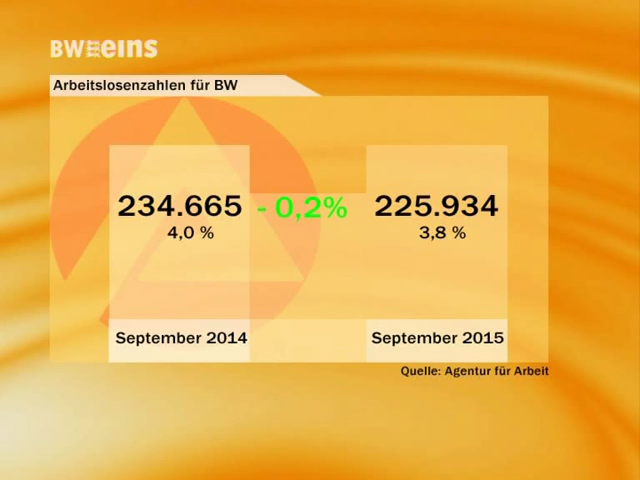 BW eins
Arbeitslosenzahlen für BW
234.665 - 0,2% 225.934
4,0 % 3,8 %
September 2014 September 2015
Quelle: Agentur für Arbeit